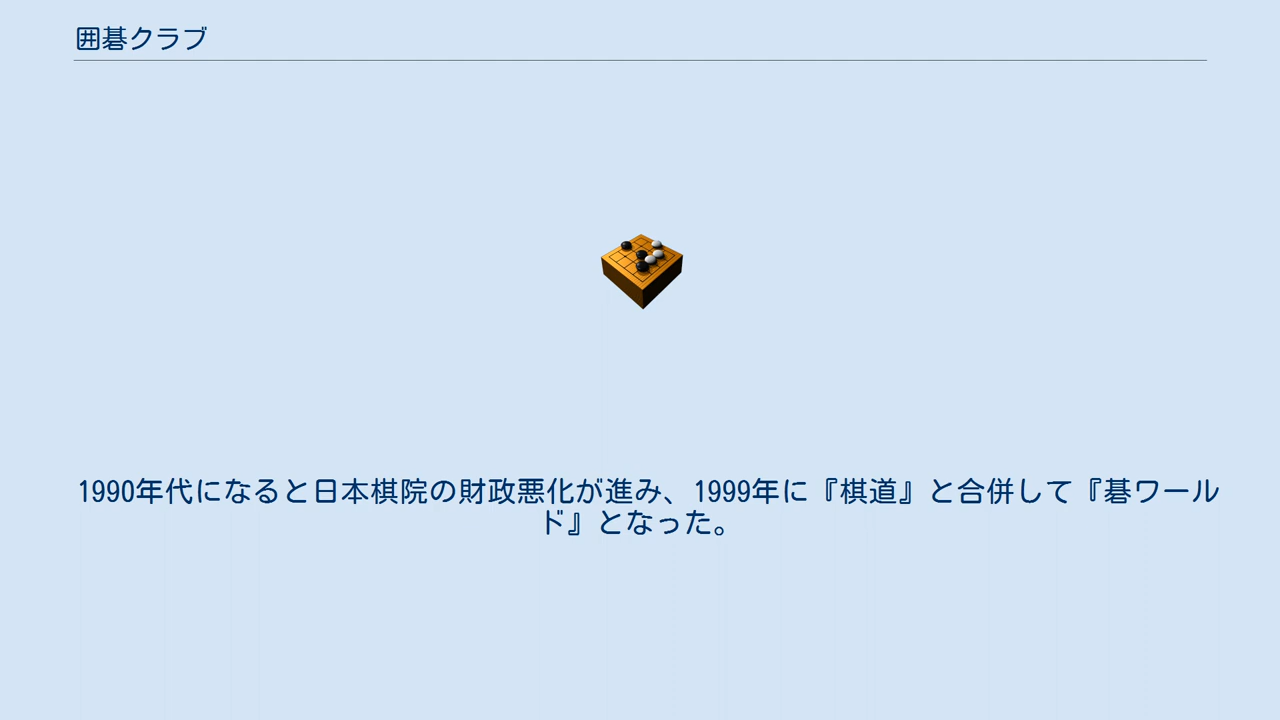 囲碁クラブ
1990年代になると日本棋院の財政悪化が進み、1999年に『棋道』と合併して『碁ワール
ド』となった。